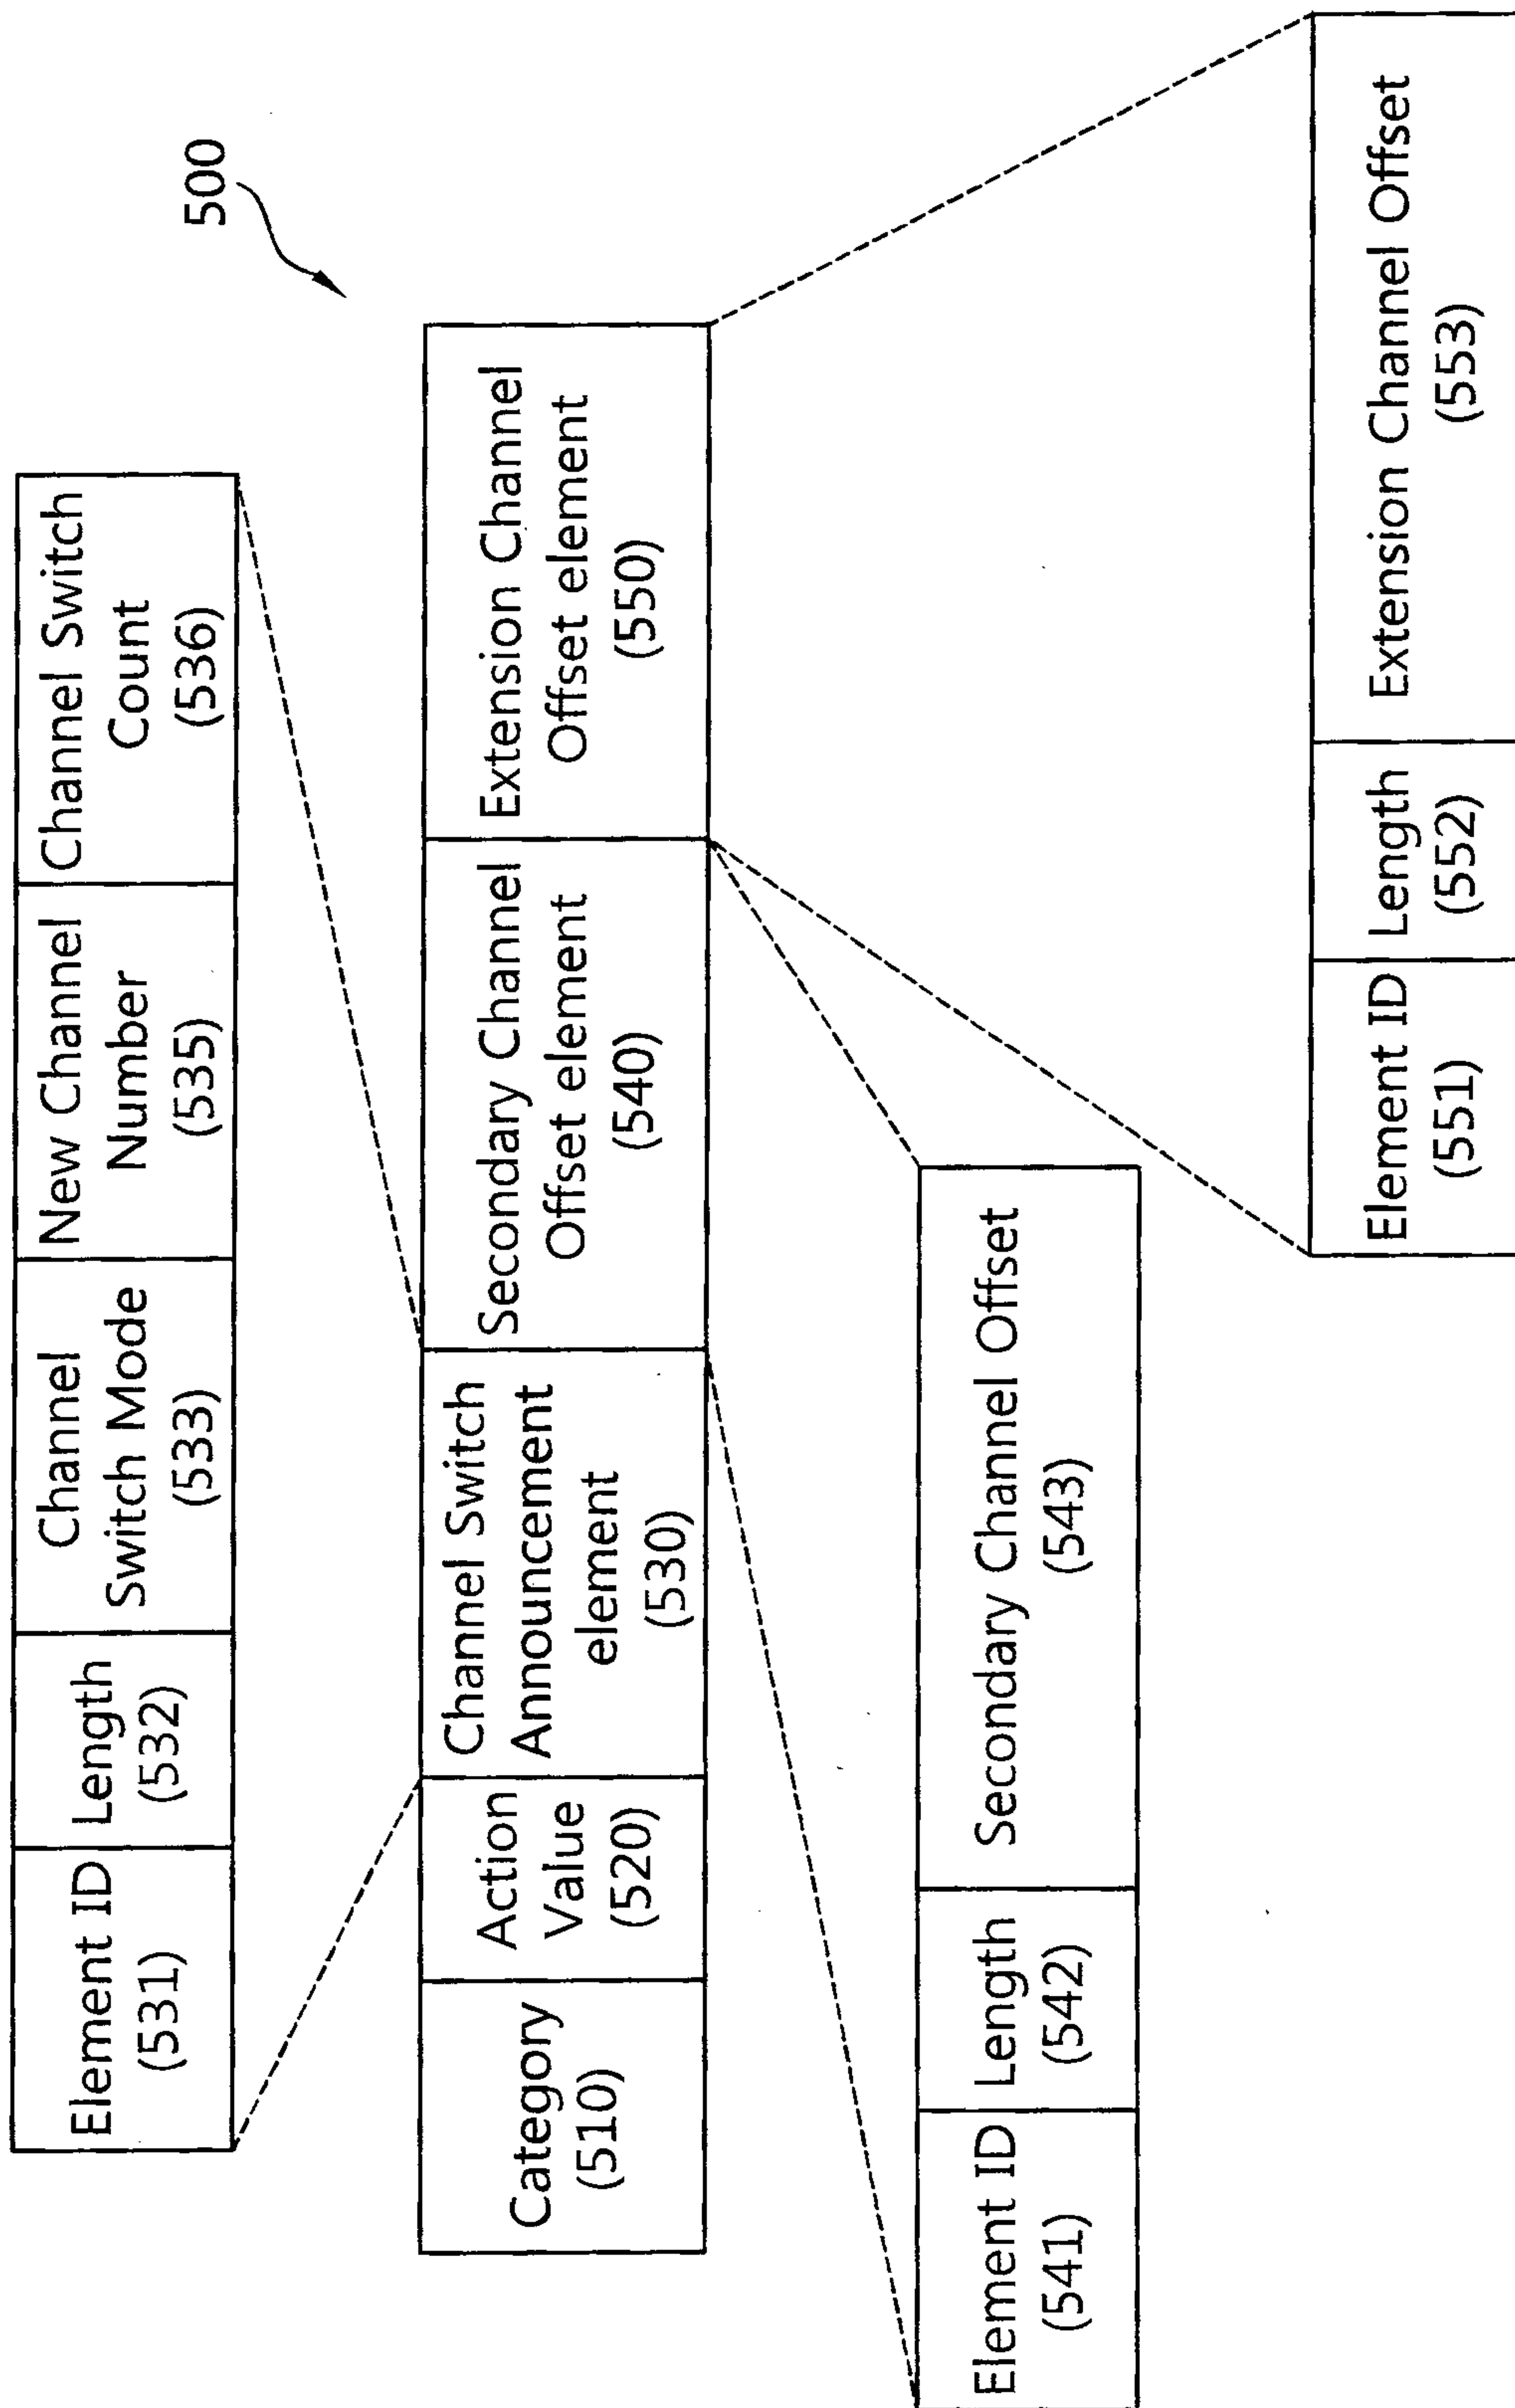 500
Element ID
(531)
Length
(532)
Channel
Switch Mode
(533)
New Channel
Number
(535)
Channel Switch
Count
(536)
Category
(510)
Action
Value
(520)
Channel Switch
Announcement
element
(530)
Secondary Channel
Offset element
(540)
Extension Channel
Offset element
(550)
Element ID
(541)
Length
(542)
Secondary Channel Offset
(543)
Element ID
(551)
Length
(552)
Extension Channel Offset
(553)